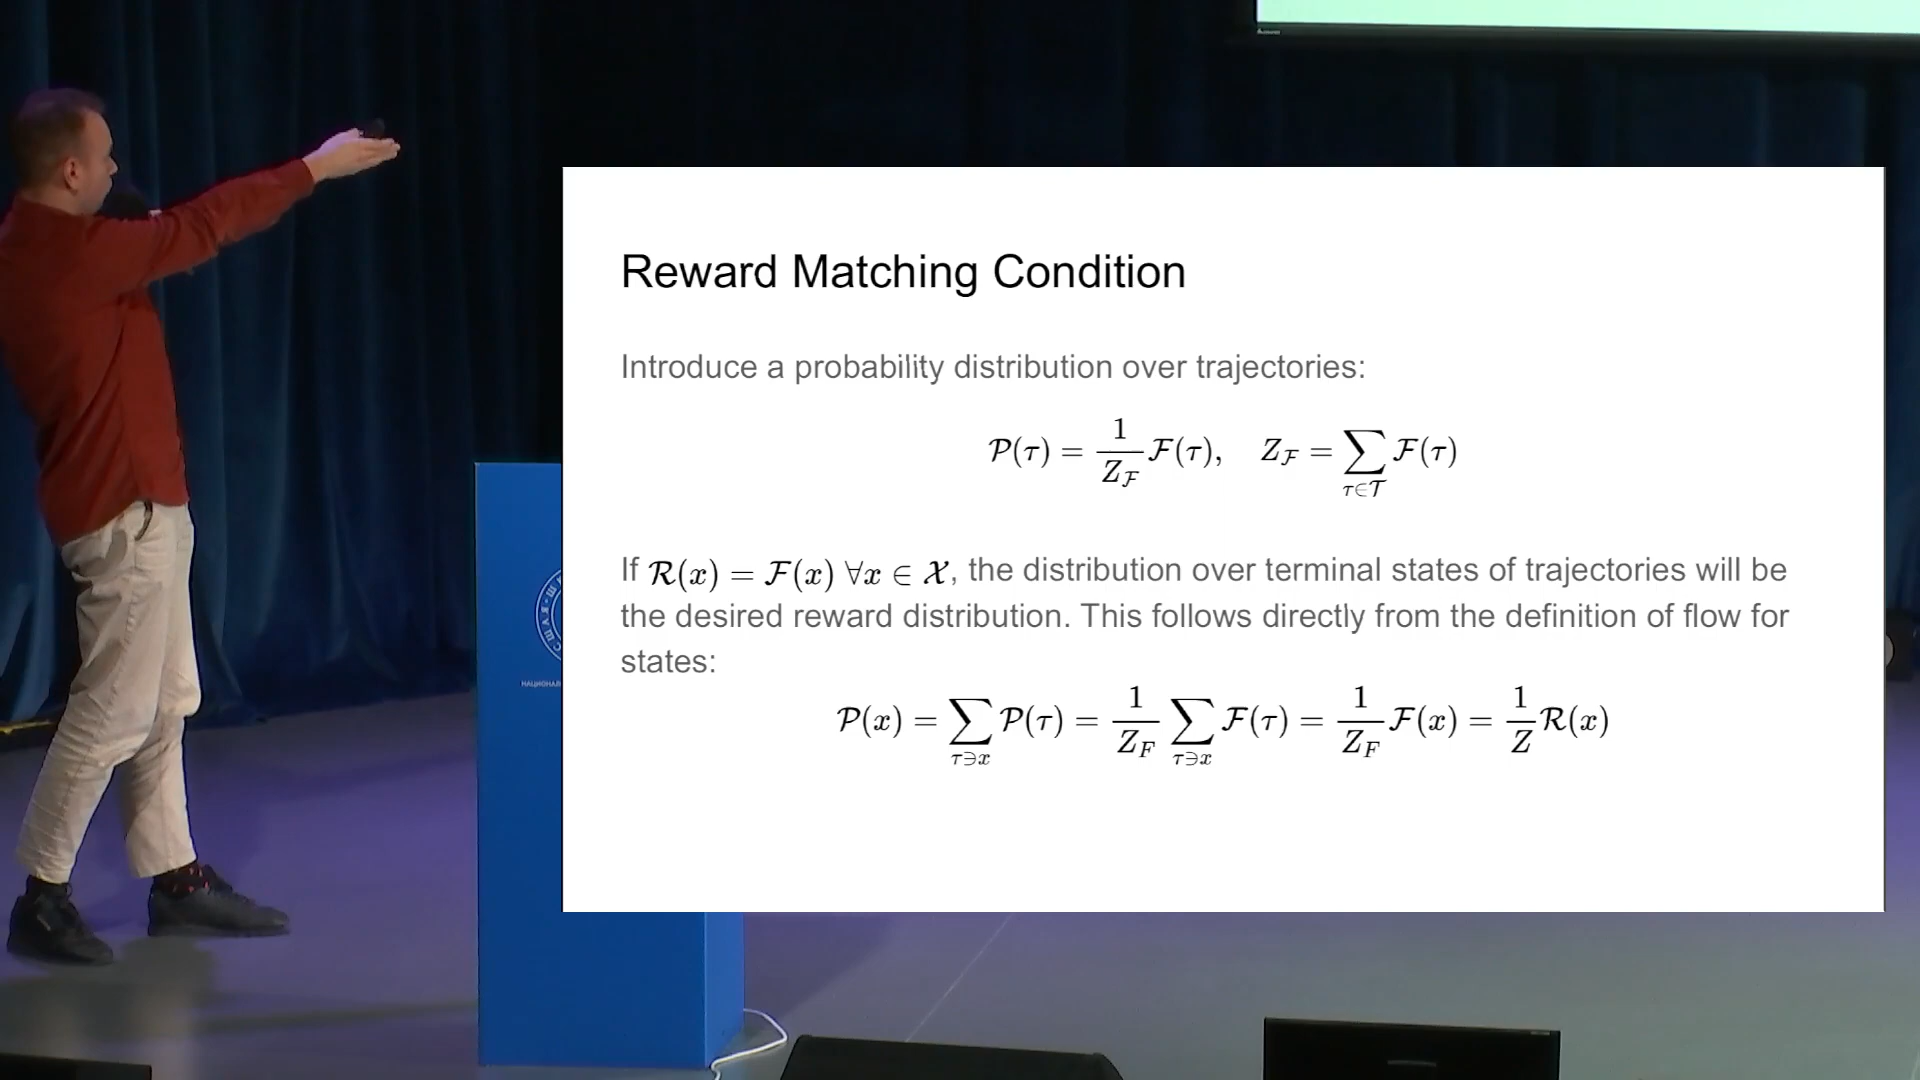 Reward Matching Condition
Introduce a probability distribution over trajectories:
𝒫(τ) = 1/Z_ℱ ℱ(τ), Z_ℱ = ∑_{τ∈𝒯} ℱ(τ)
If ℛ(x) = ℱ(x) ∀x ∈ 𝒳, the distribution over terminal states of trajectories will be
the desired reward distribution. This follows directly from the definition of flow for
states:
𝒫(x) = ∑_{τ∋x} 𝒫(τ) = 1/Z_F ∑_{τ∋x} ℱ(τ) = 1/Z_F ℱ(x) = 1/Z ℛ(x)